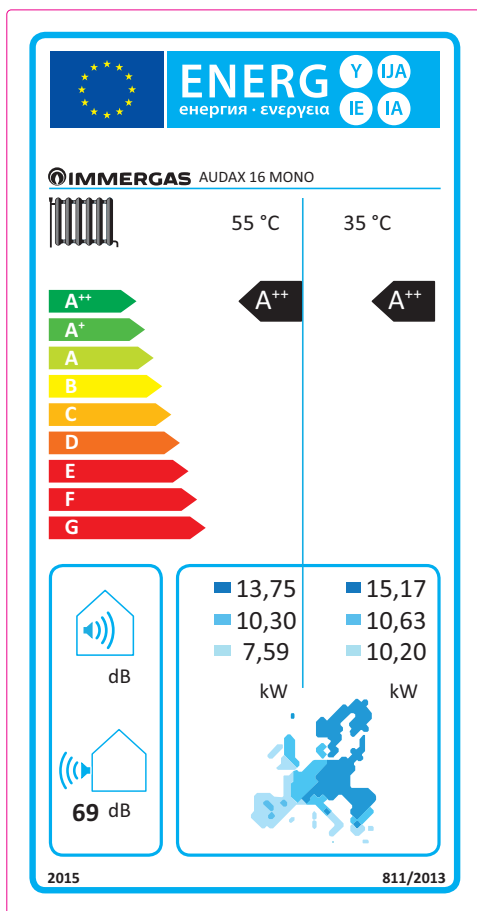 ENERG Y IJA
енергия · ενεργεια IE IA
IMMERGAS AUDAX 16 MONO
55 °C 35 °C
A++ A++ A++
A+
A
B
C
D
E
F
G
13,75 15,17
10,30 10,63
7,59 10,20
dB kW kW
69 dB
2015 811/2013